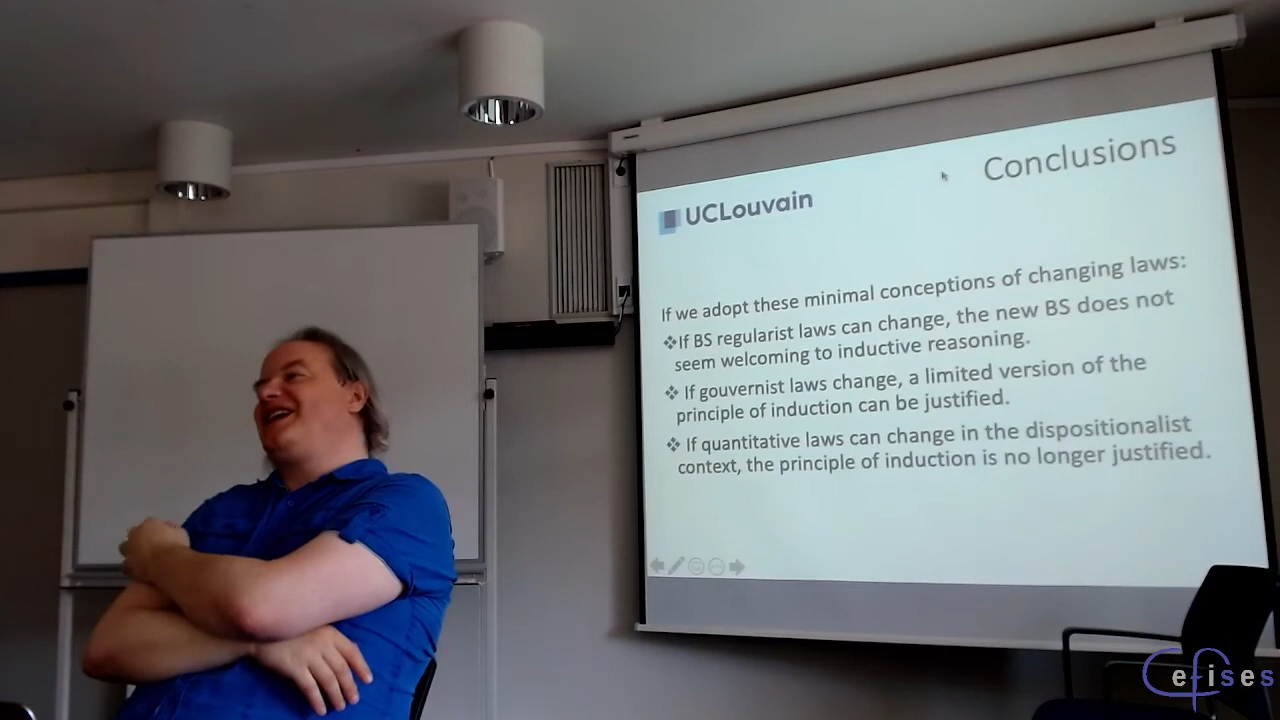 Conclusions
UCLouvain
If we adopt these minimal conceptions of changing laws:
❖If BS regularist laws can change, the new BS does not
seem welcoming to inductive reasoning.
❖ If gouvernist laws change, a limited version of the
principle of induction can be justified.
❖ If quantitative laws can change in the dispositionalist
context, the principle of induction is no longer justified.
Cefises